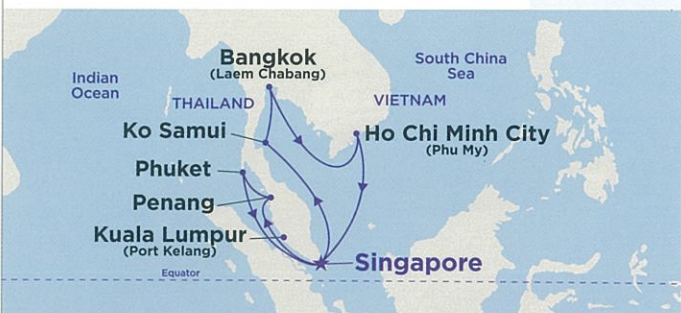 Bangkok
(Laem Chabang)
South China
Sea
Indian
Ocean
THAILAND
VIETNAM
Ko Samui
Ho Chi Minh City
(Phu My)
Phuket
Penang
Kuala Lumpur
(Port Kelang)
Singapore
Equator